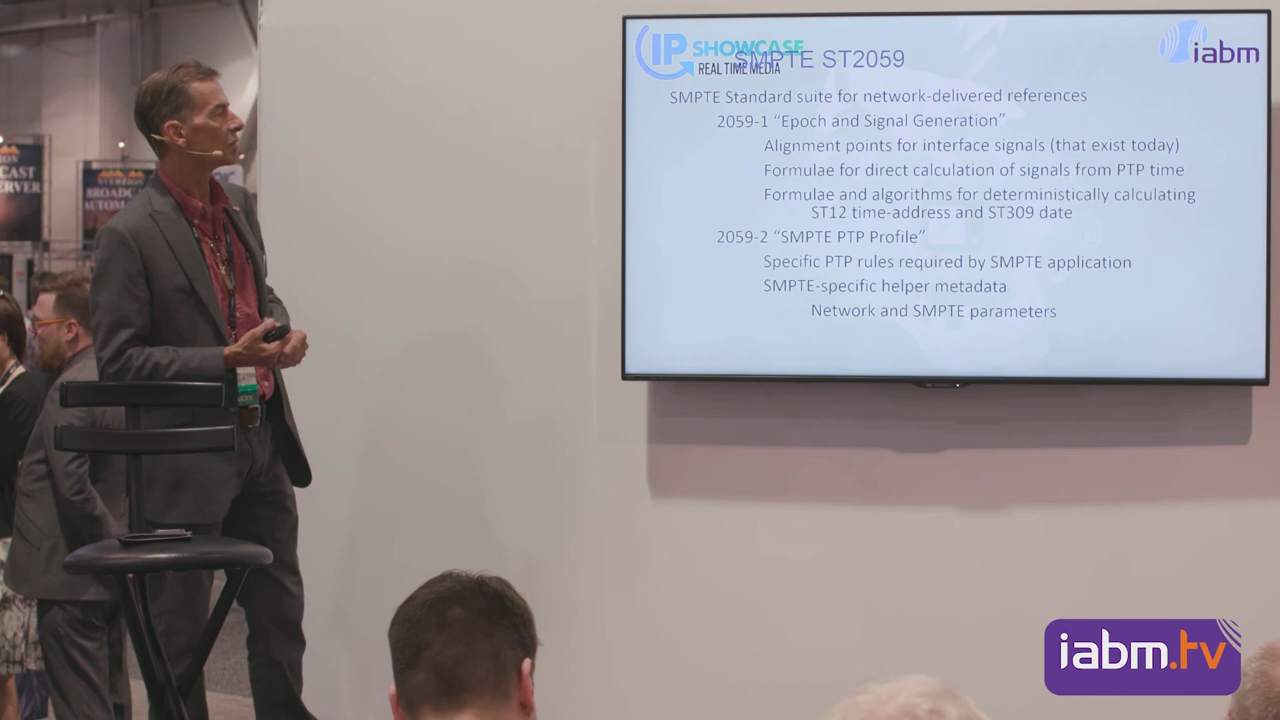 IP SHOWCASE
REAL TIME MEDIA
SMPTE ST2059
iabm
SMPTE Standard suite for network-delivered references
2059-1 “Epoch and Signal Generation”
Alignment points for interface signals (that exist today)
Formulae for direct calculation of signals from PTP time
Formulae and algorithms for deterministically calculating
ST12 time-address and ST309 date
2059-2 “SMPTE PTP Profile”
Specific PTP rules required by SMPTE application
SMPTE-specific helper metadata
Network and SMPTE parameters
iabm.tv